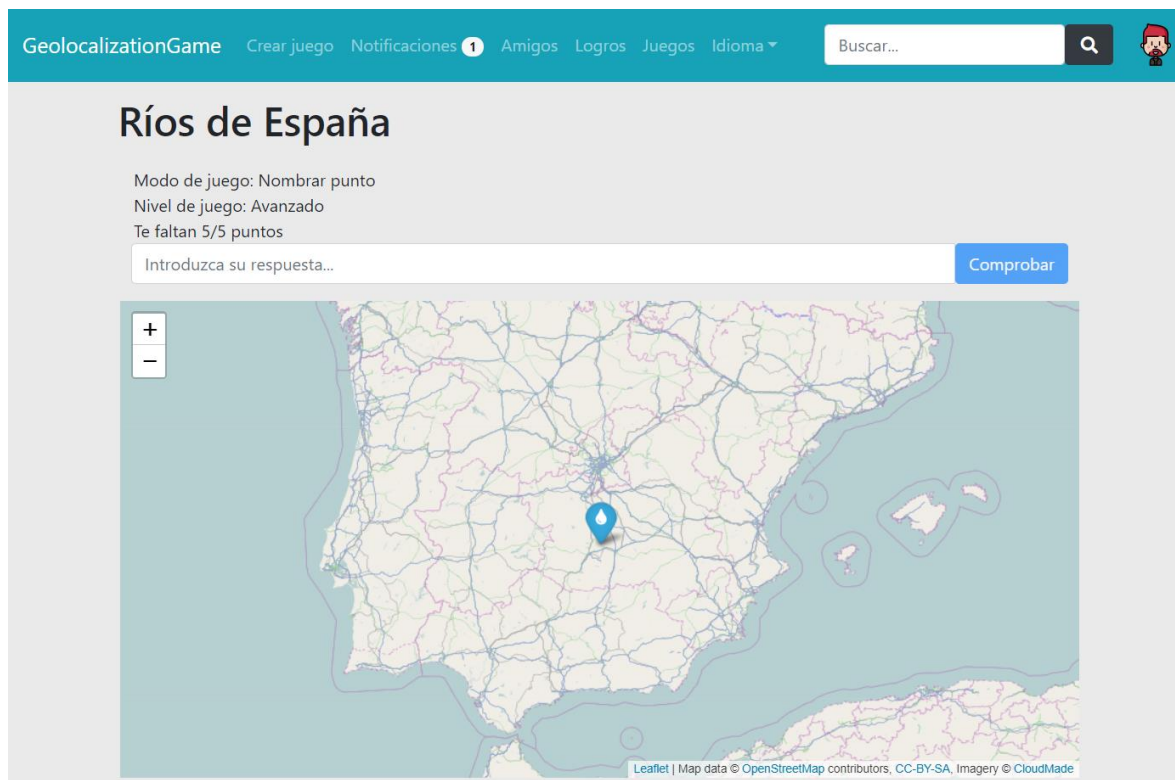 GeolocalizationGame Crear juego Notificaciones 1 Amigos Logros Juegos Idioma Buscar...
Ríos de España
Modo de juego: Nombrar punto
Nivel de juego: Avanzado
Te faltan 5/5 puntos
Introduzca su respuesta... Comprobar
+
−
Leaflet | Map data © OpenStreetMap contributors, CC-BY-SA, Imagery © CloudMade